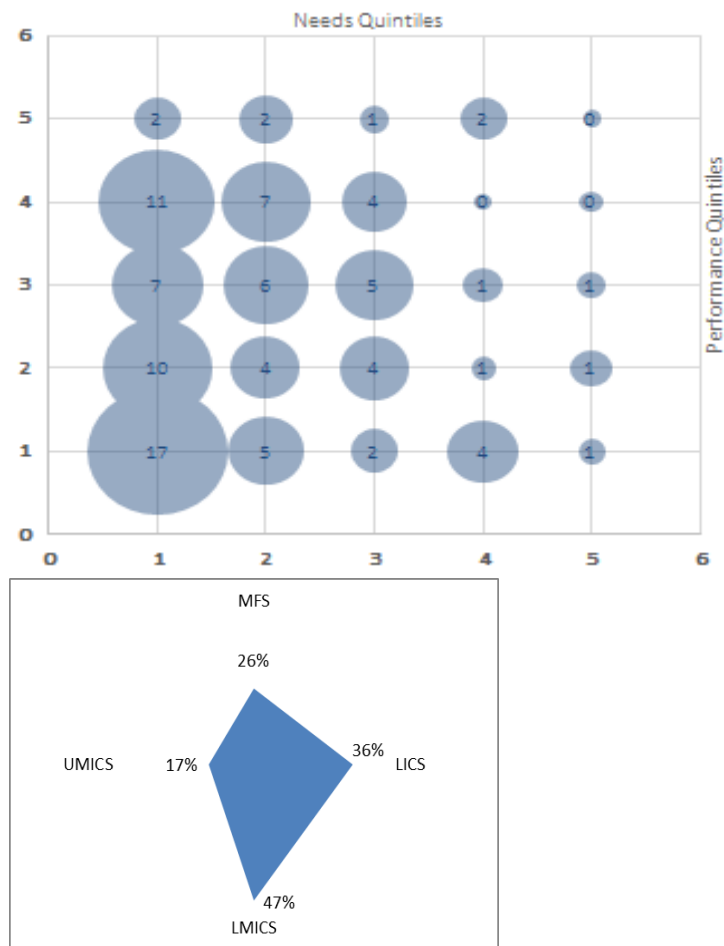 Needs Quintiles
6
5 2 2 1 2 0
4 11 7 4 0 0
3 7 6 5 1 1
2 10 4 4 1 1
1 17 5 2 4 1
0
0 1 2 3 4 5 6
Performance Quintiles
MFS
26%
UMICS 17% 36% LICS
47%
LMICS